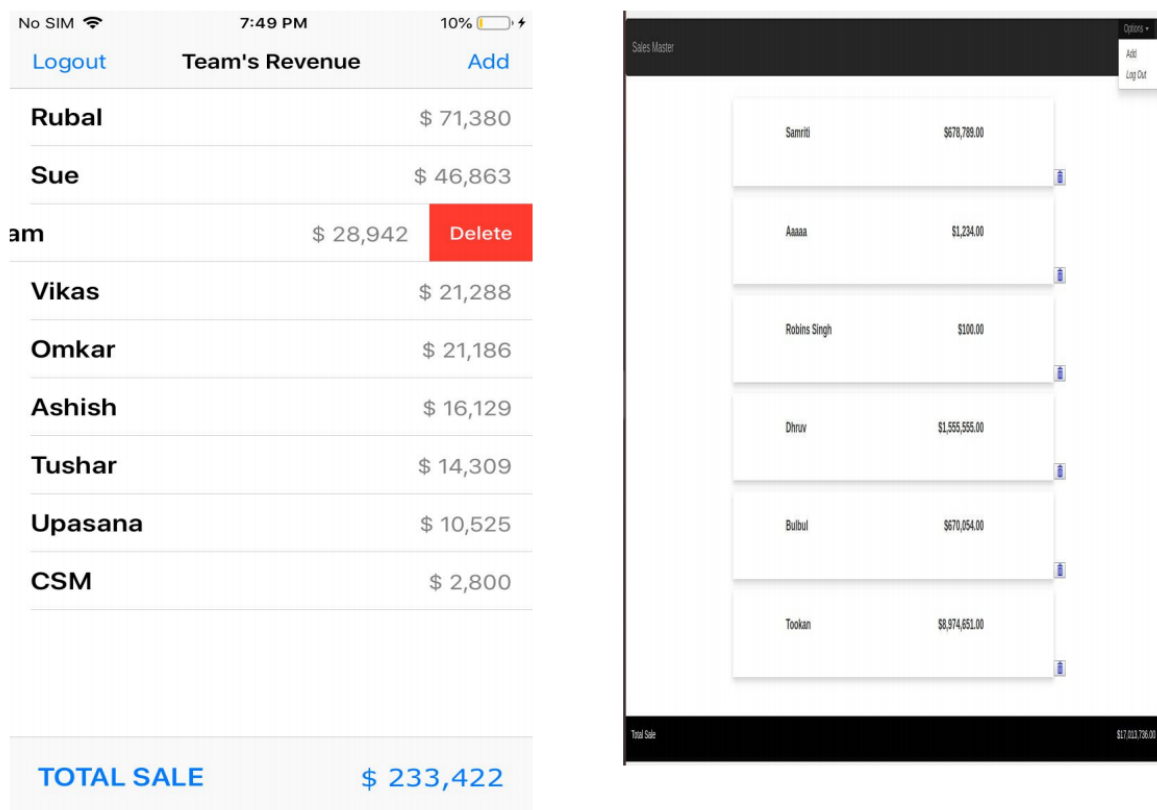 No SIM 7:49 PM 10%
Logout Team's Revenue Add
Rubal $ 71,380
Sue $ 46,863
am $ 28,942 Delete
Vikas $ 21,288
Omkar $ 21,186
Ashish $ 16,129
Tushar $ 14,309
Upasana $ 10,525
CSM $ 2,800
TOTAL SALE $ 233,422
Options
Sales Master
Add
Log Out
Samriti $678,789.00
Aaaaa $1,234.00
Robins Singh $100.00
Dhruv $1,555,555.00
Bulbul $670,054.00
Tookan $8,974,651.00
Total Sale $17,013,736.00